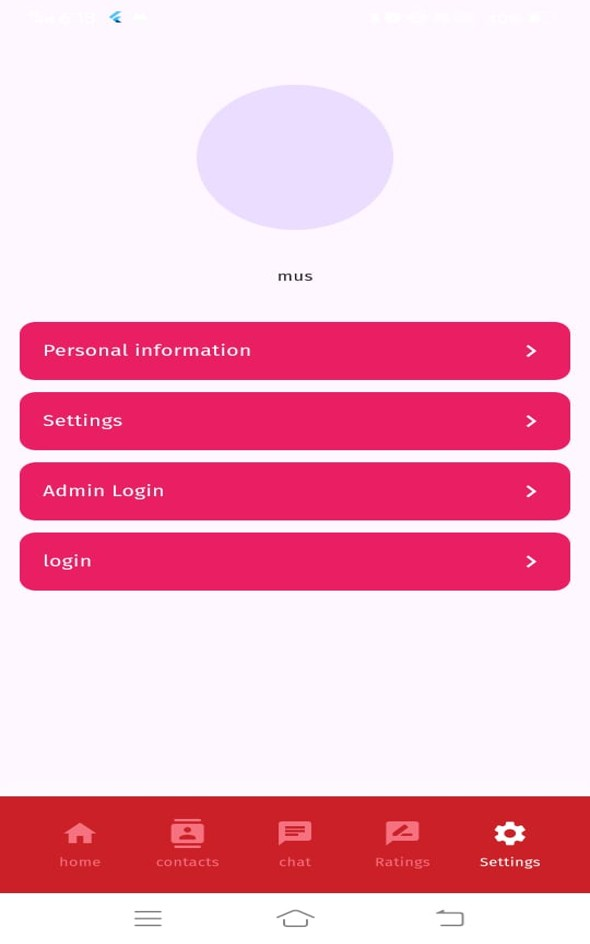 mus
Personal information
Settings
Admin Login
login
home
contacts
chat
Ratings
Settings